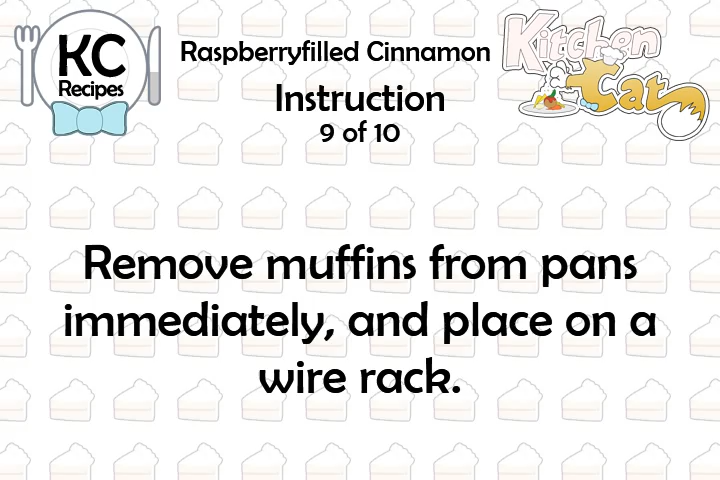 KC
Recipes
Raspberryfilled Cinnamon
Instruction
9 of 10
Kitchen
Cat
Remove muffins from pans
immediately, and place on a
wire rack.